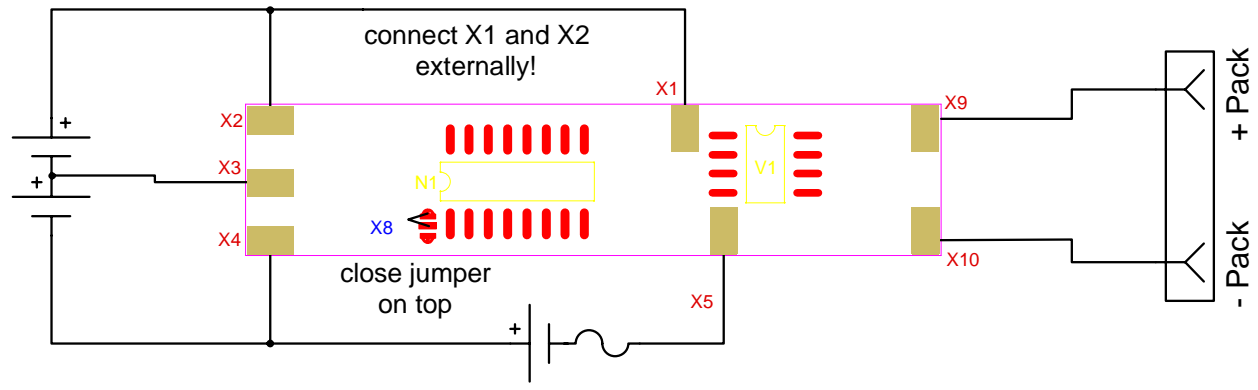 connect X1 and X2
externally!
X1
X9
+ Pack
+
X2
X3
V1
N1
+
X8
X4
X10
- Pack
close jumper
on top
X5
+